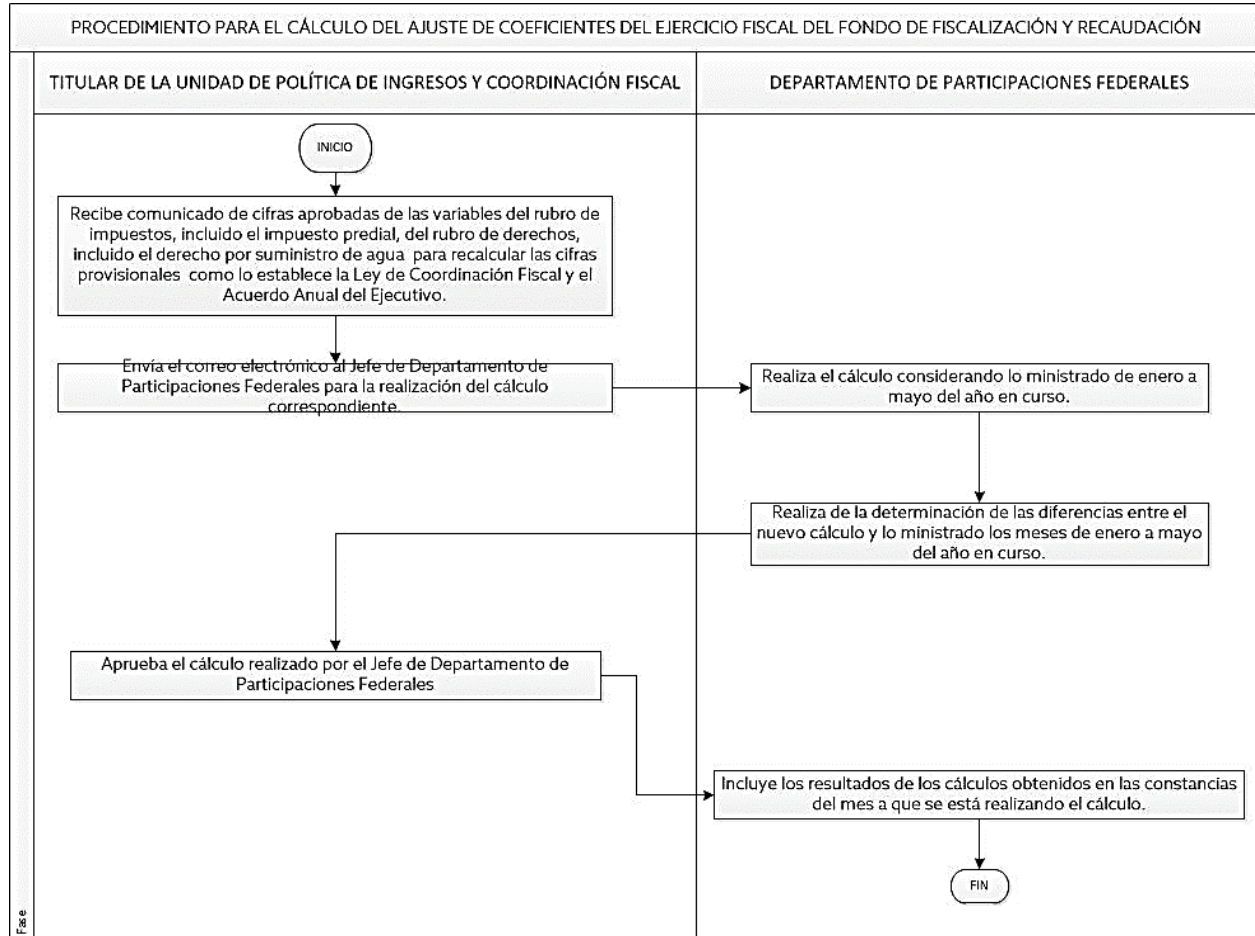 PROCEDIMIENTO PARA EL CÁLCULO DEL AJUSTE DE COEFICIENTES DEL EJERCICIO FISCAL DEL FONDO DE FISCALIZACIÓN Y RECAUDACIÓN
TITULAR DE LA UNIDAD DE POLÍTICA DE INGRESOS Y COORDINACIÓN FISCAL
DEPARTAMENTO DE PARTICIPACIONES FEDERALES
INICIO
Recibe comunicado de cifras aprobadas de las variables del rubro de
impuestos, incluido el impuesto predial, del rubro de derechos,
incluido el derecho por suministro de agua para recalcular las cifras
provisionales como lo establece la Ley de Coordinación Fiscal y el
Acuerdo Anual del Ejecutivo.
Envía el correo electrónico al Jefe de Departamento de
Participaciones Federales para la realización del cálculo
correspondiente.
Realiza el cálculo considerando lo ministrado de enero a
mayo del año en curso.
Realiza de la determinación de las diferencias entre el
nuevo cálculo y lo ministrado los meses de enero a mayo
del año en curso.
Aprueba el cálculo realizado por el Jefe de Departamento de
Participaciones Federales
Incluye los resultados de los cálculos obtenidos en las constancias
del mes a que se está realizando el cálculo.
FIN
Fase